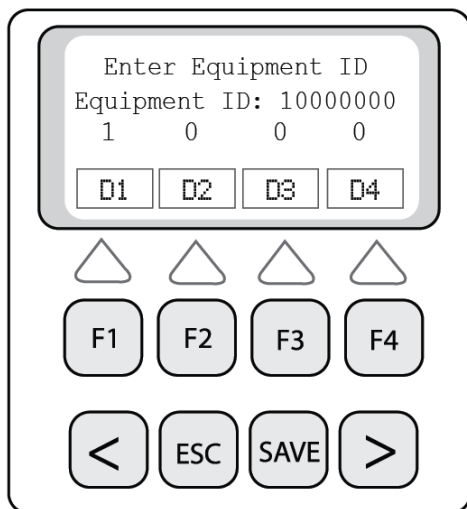 Enter Equipment ID
Equipment ID: 10000000
1 0 0 0
D1 D2 D3 D4
F1 F2 F3 F4
< ESC SAVE >